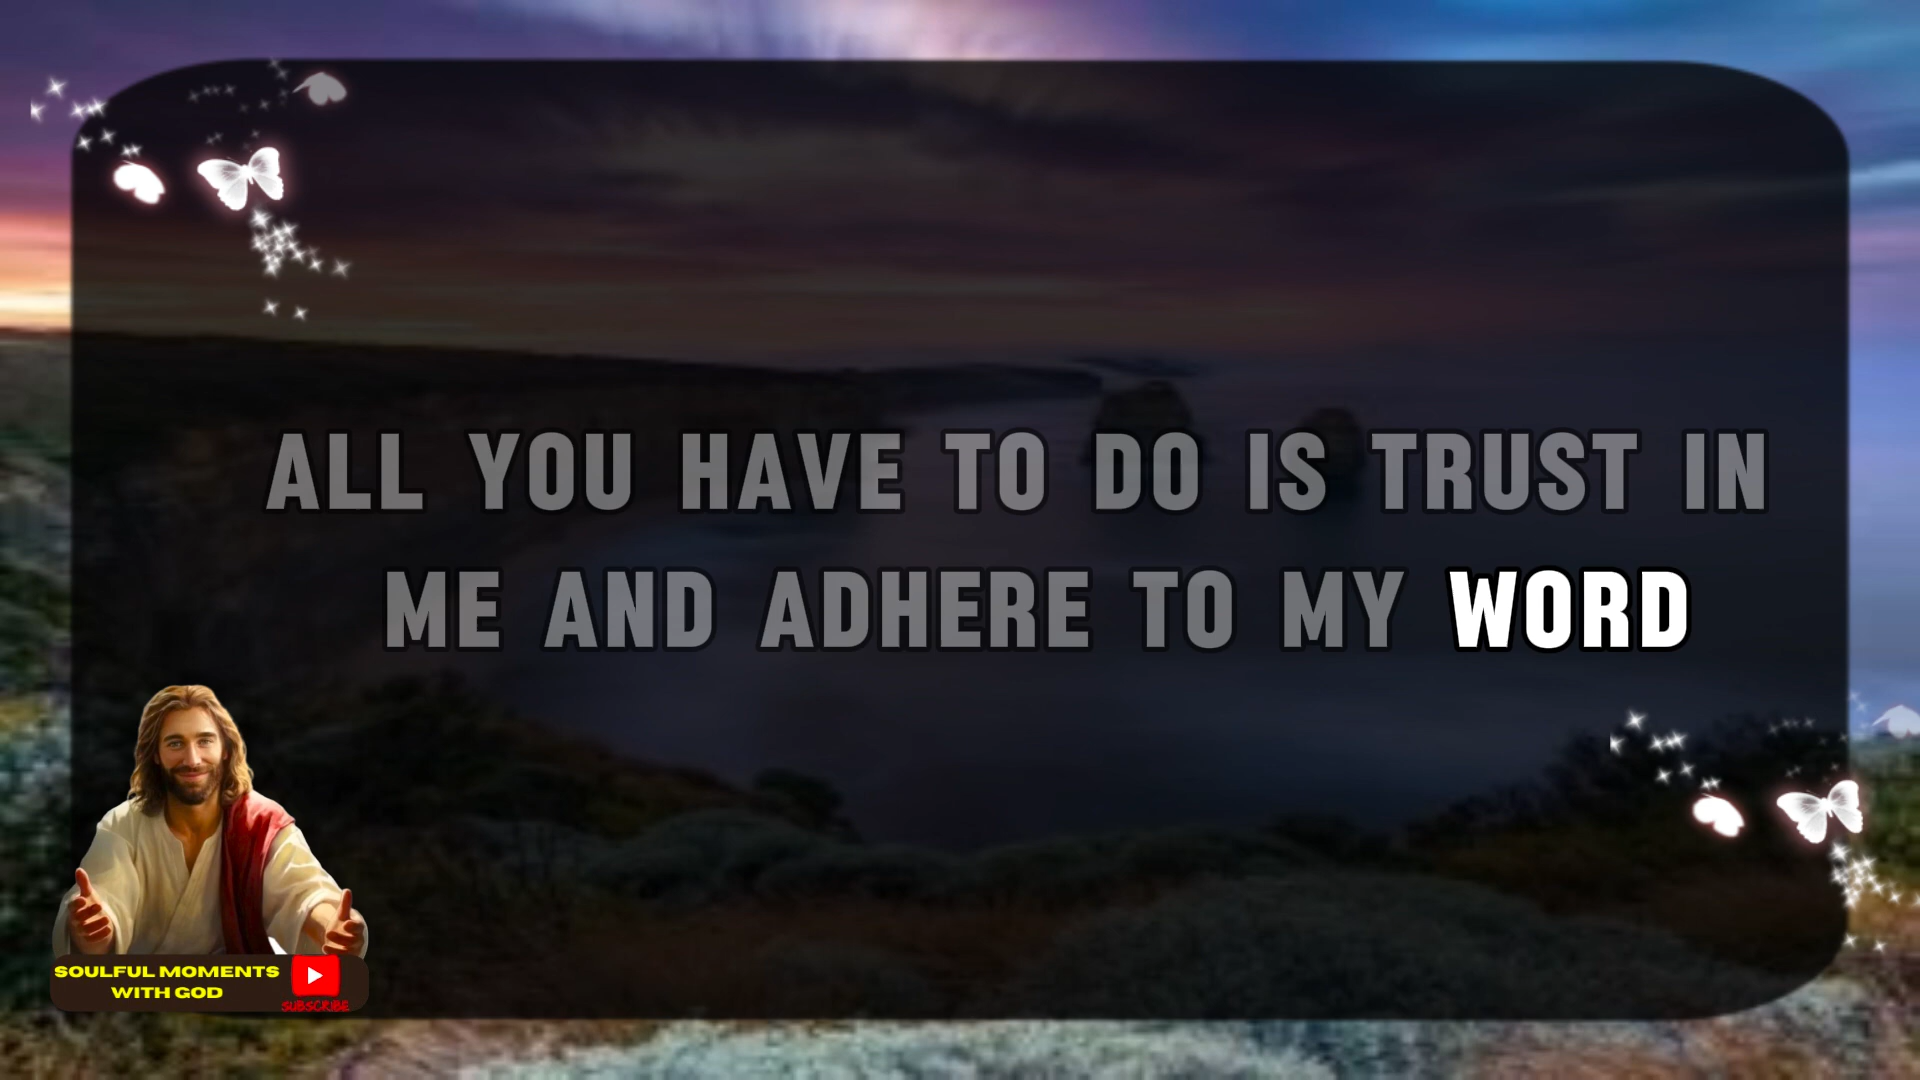 ALL YOU HAVE TO DO IS TRUST IN
ME AND ADHERE TO MY WORD
SOULFUL MOMENTS
WITH GOD
SUBSCRIBE